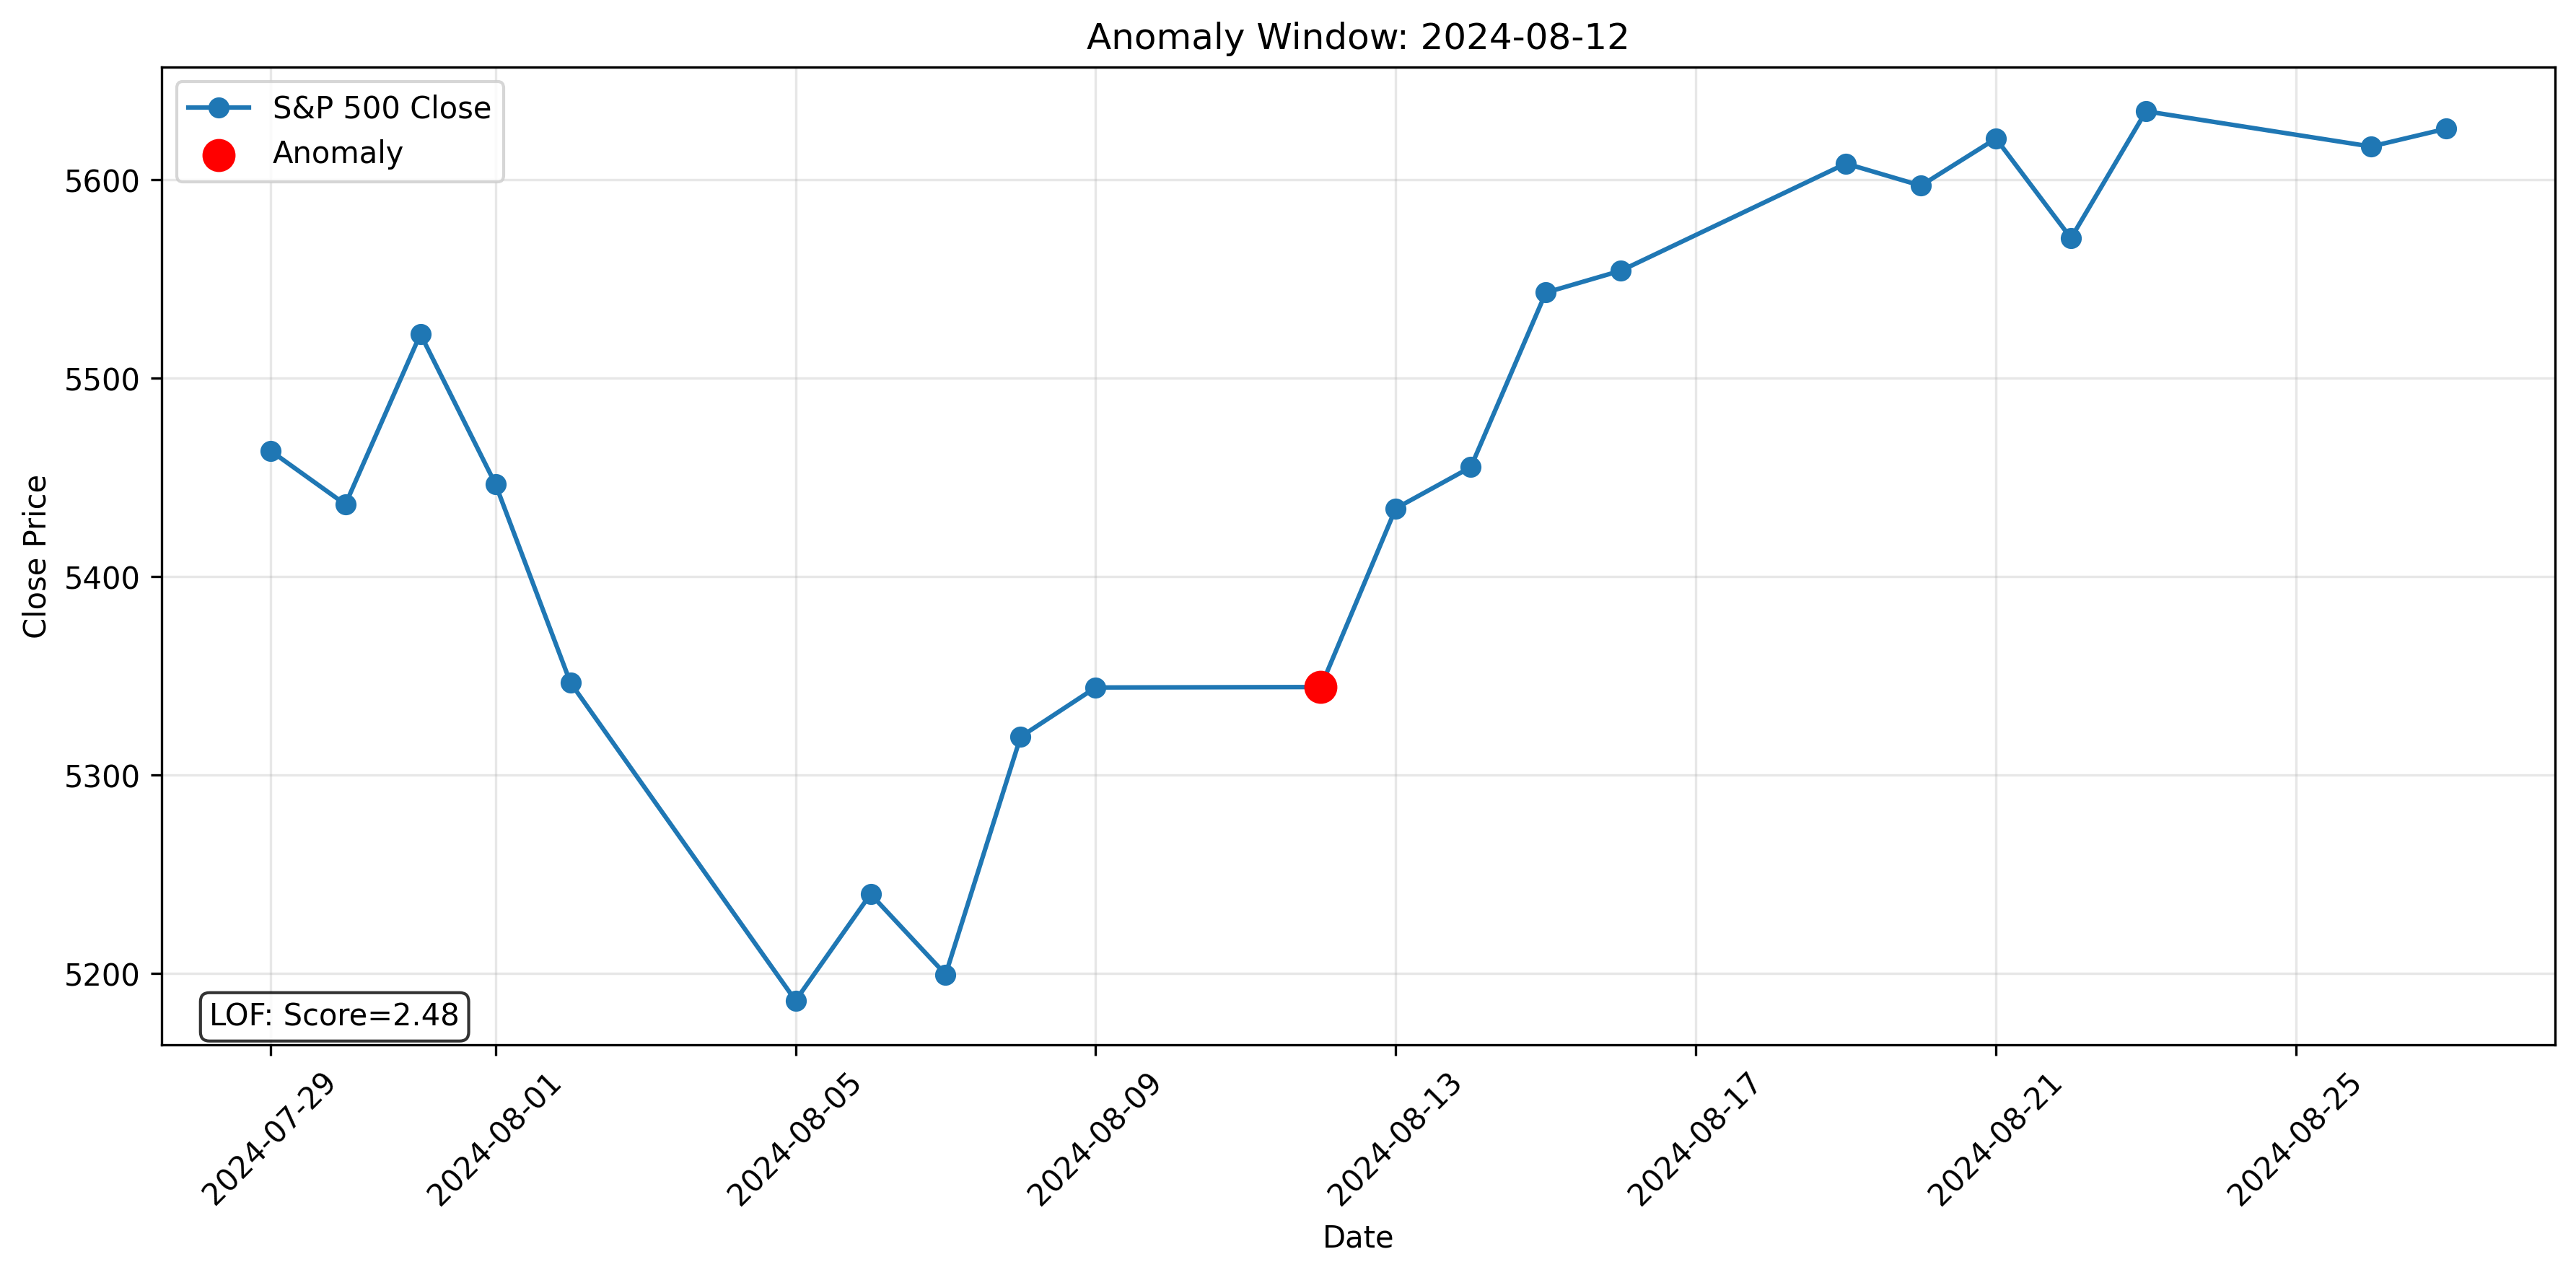 Anomaly Window: 2024-08-12
S&P 500 Close
Anomaly
5600
5500
5400
5300
5200
Close Price
LOF: Score=2.48
2024-07-29
2024-08-01
2024-08-05
2024-08-09
2024-08-13
2024-08-17
2024-08-21
2024-08-25
Date